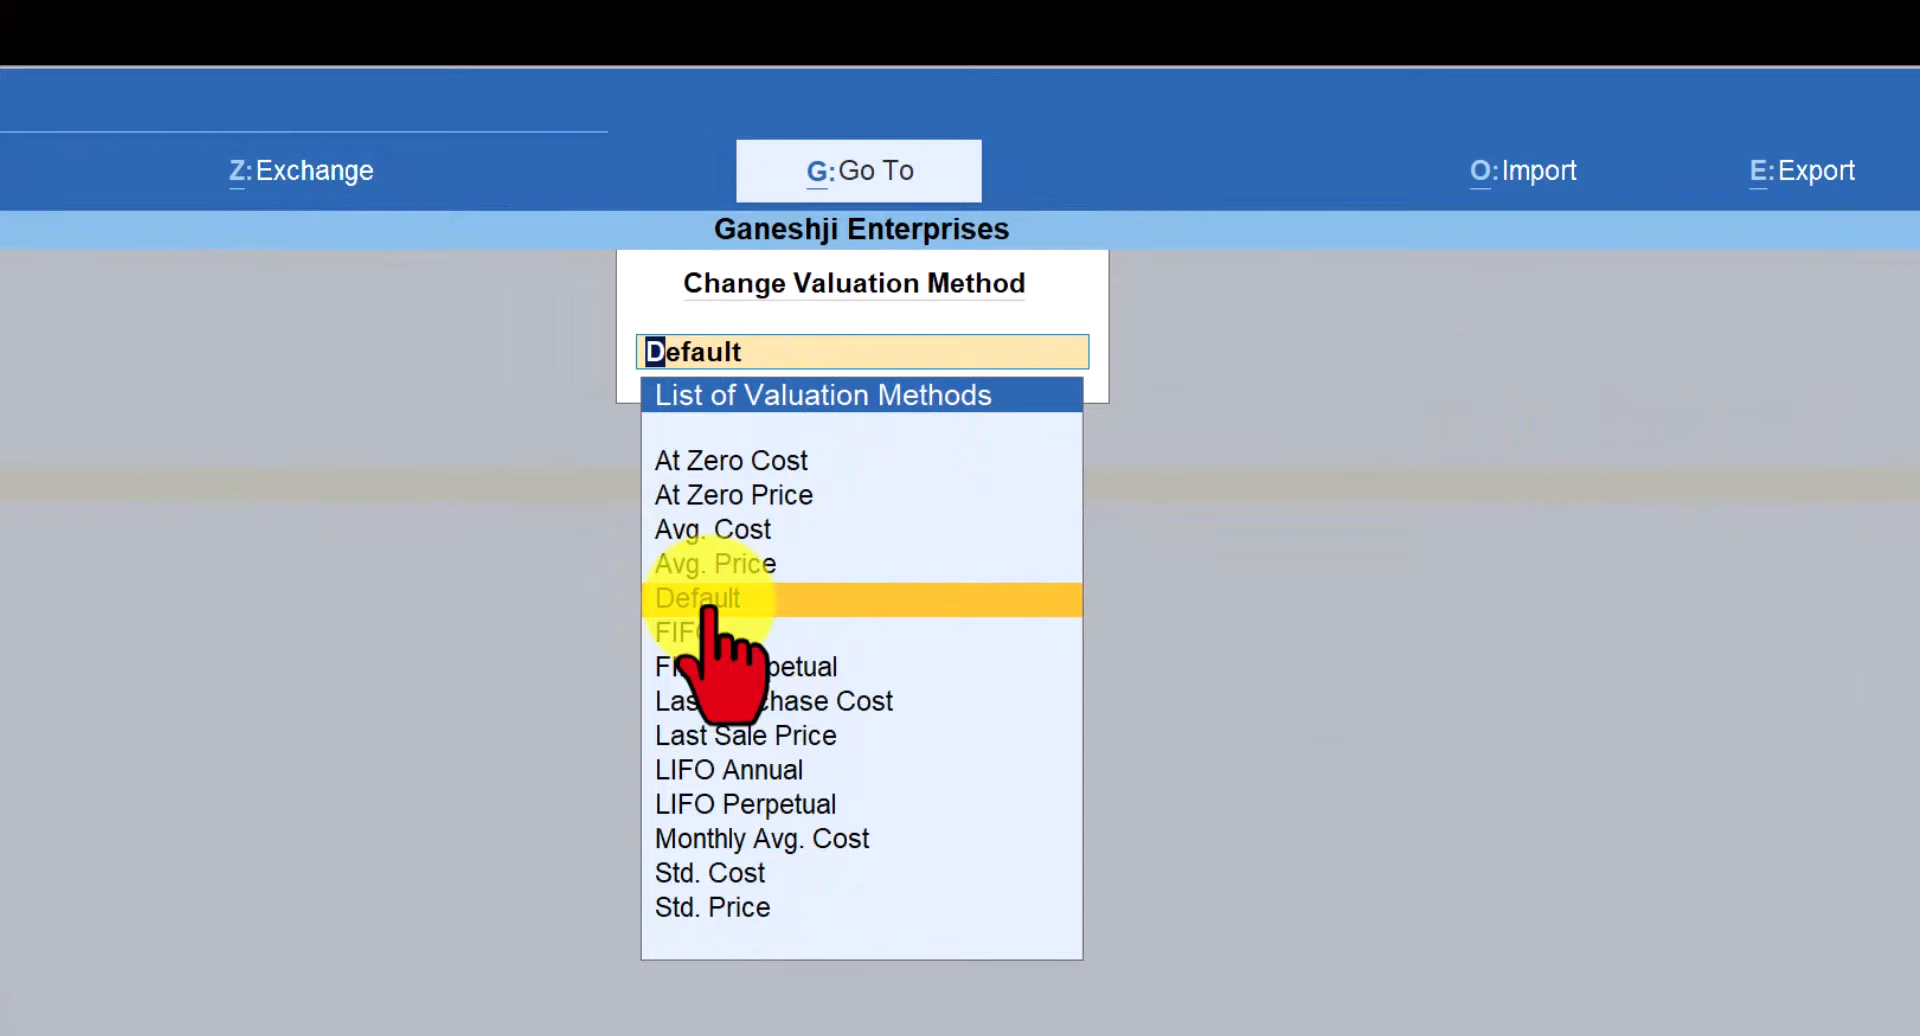 Z:Exchange G:Go To O:Import E:Export
Ganeshji Enterprises
Change Valuation Method
Default
List of Valuation Methods
At Zero Cost
At Zero Price
Avg. Cost
Avg. Price
Default
FIFO
Last Sale Price
LIFO Annual
LIFO Perpetual
Monthly Avg. Cost
Std. Cost
Std. Price